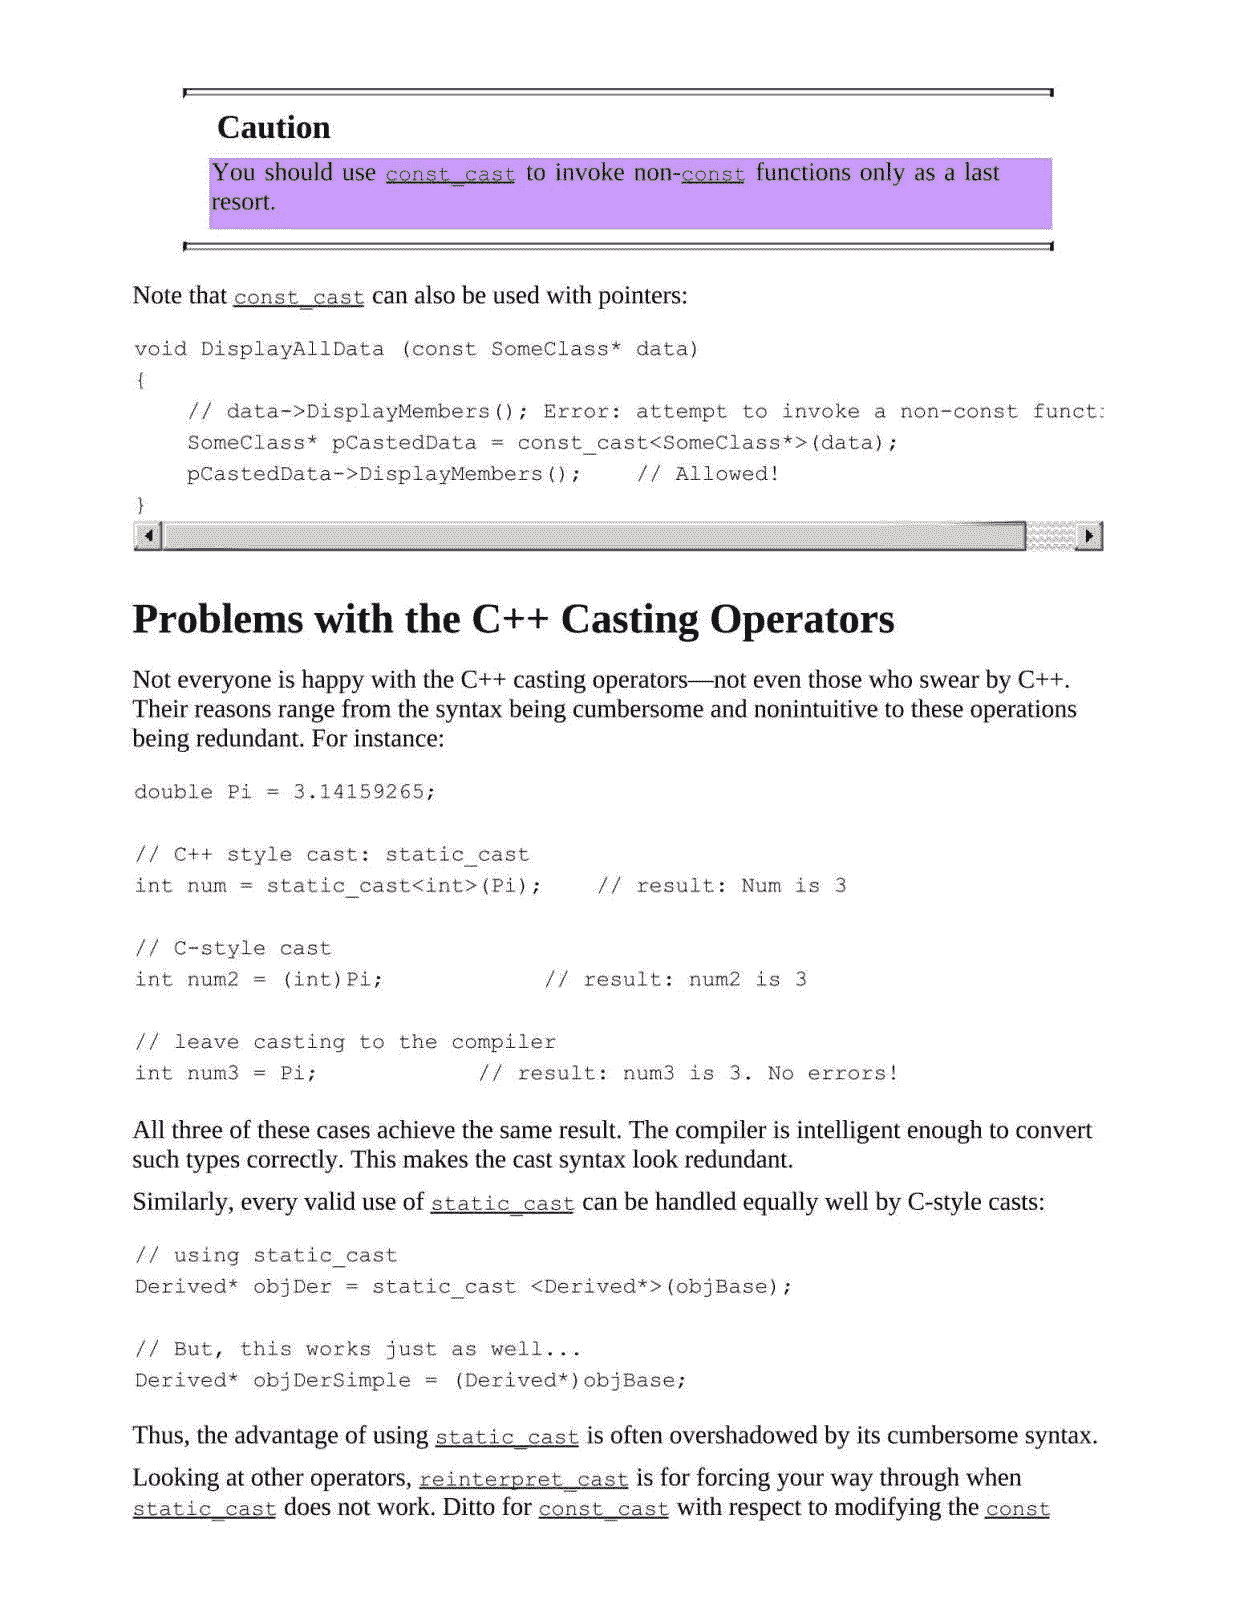 Caution
You should use const_cast to invoke non-const functions only as a last
resort.
Note that const_cast can also be used with pointers:
void DisplayAllData (const SomeClass* data)
{
    // data->DisplayMembers(); Error: attempt to invoke a non-const functi
    SomeClass* pCastedData = const_cast<SomeClass*>(data);
    pCastedData->DisplayMembers();    // Allowed!
}
Problems with the C++ Casting Operators
Not everyone is happy with the C++ casting operators—not even those who swear by C++.
Their reasons range from the syntax being cumbersome and nonintuitive to these operations
being redundant. For instance:
double Pi = 3.14159265;
// C++ style cast: static_cast
int num = static_cast<int>(Pi);    // result: Num is 3
// C-style cast
int num2 = (int)Pi;            // result: num2 is 3
// leave casting to the compiler
int num3 = Pi;            // result: num3 is 3. No errors!
All three of these cases achieve the same result. The compiler is intelligent enough to convert
such types correctly. This makes the cast syntax look redundant.
Similarly, every valid use of static_cast can be handled equally well by C-style casts:
// using static_cast
Derived* objDer = static_cast <Derived*>(objBase);
// But, this works just as well...
Derived* objDerSimple = (Derived*)objBase;
Thus, the advantage of using static_cast is often overshadowed by its cumbersome syntax.
Looking at other operators, reinterpret_cast is for forcing your way through when
static_cast does not work. Ditto for const_cast with respect to modifying the const